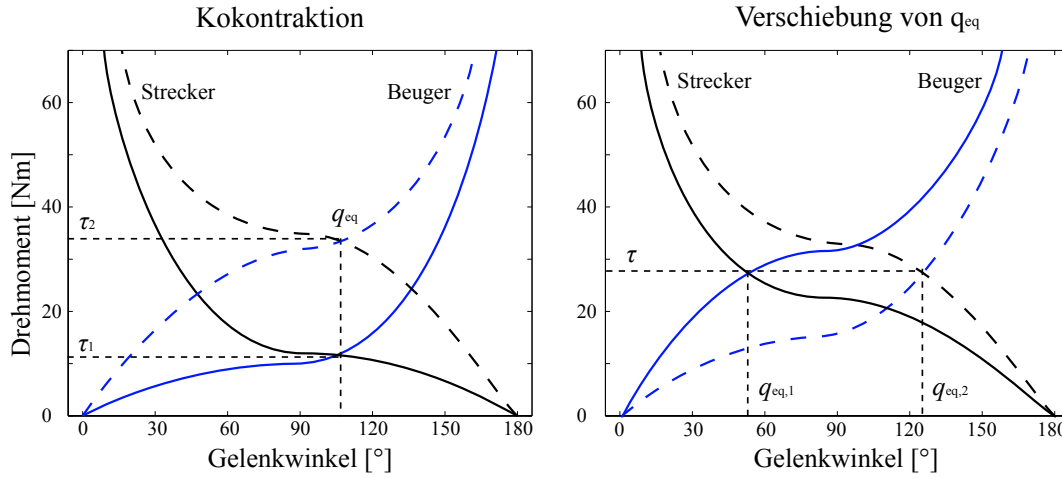 Kokontraktion
Verschiebung von qeq
Strecker
Beuger
Strecker
Beuger
60
40
20
0
60
40
20
0
Drehmoment [Nm]
τ2
qeq
τ1
τ
qeq,1
qeq,2
0 30 60 90 120 150 180
0 30 60 90 120 150 180
Gelenkwinkel [°]
Gelenkwinkel [°]